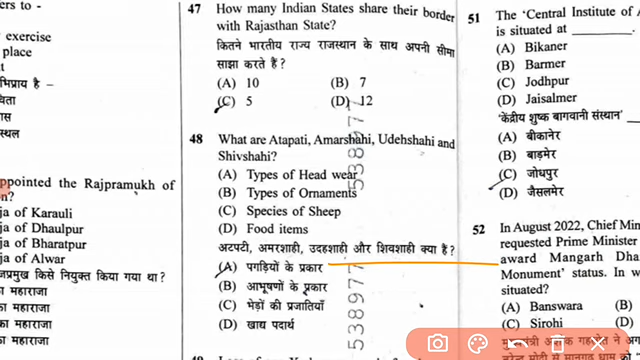 ers to -
exercise
place
भिप्राय है –
स्थल
ppointed the Rajpramukh of
n?
ja of Karauli
ja of Dhaulpur
ja of Bharatpur
ja of Alwar
जप्रमुख किसे नियुक्त किया गया था ?
का महाराजा
का महाराजा
का महाराजा
का महाराजा
47 How many Indian States share their border
with Rajasthan State?
कितने भारतीय राज्य राजस्थान के साथ अपनी सीमा
साझा करते हैं ?
(A) 10 (B) 7
(C) 5 (D) 12
48 What are Atapati, Amarshahi, Udehshahi and
Shivshahi?
(A) Types of Head wear
(B) Types of Ornaments
(C) Species of Sheep
(D) Food items
अटपटी, अमरशाही, उदहशाही और शिवशाही क्या है ?
(A) पगड़ियों के प्रकार
(B) आभूषणों के प्रकार
(C) भेड़ों की प्रजातियाँ
(D) खाद्य पदार्थ
538977
538977
51 The 'Central Institute of A
is situated at ________.
(A) Bikaner
(B) Barmer
(C) Jodhpur
(D) Jaisalmer
'केंद्रीय शुष्क बागवानी संस्थान'
(A) बीकानेर
(B) बाड़मेर
(C) जोधपुर
(D) जैसलमेर
52 In August 2022, Chief Min
requested Prime Minister
award Mangarh Dha
Monument' status. In w
situated?
(A) Banswara (B)
(C) Sirohi (D)